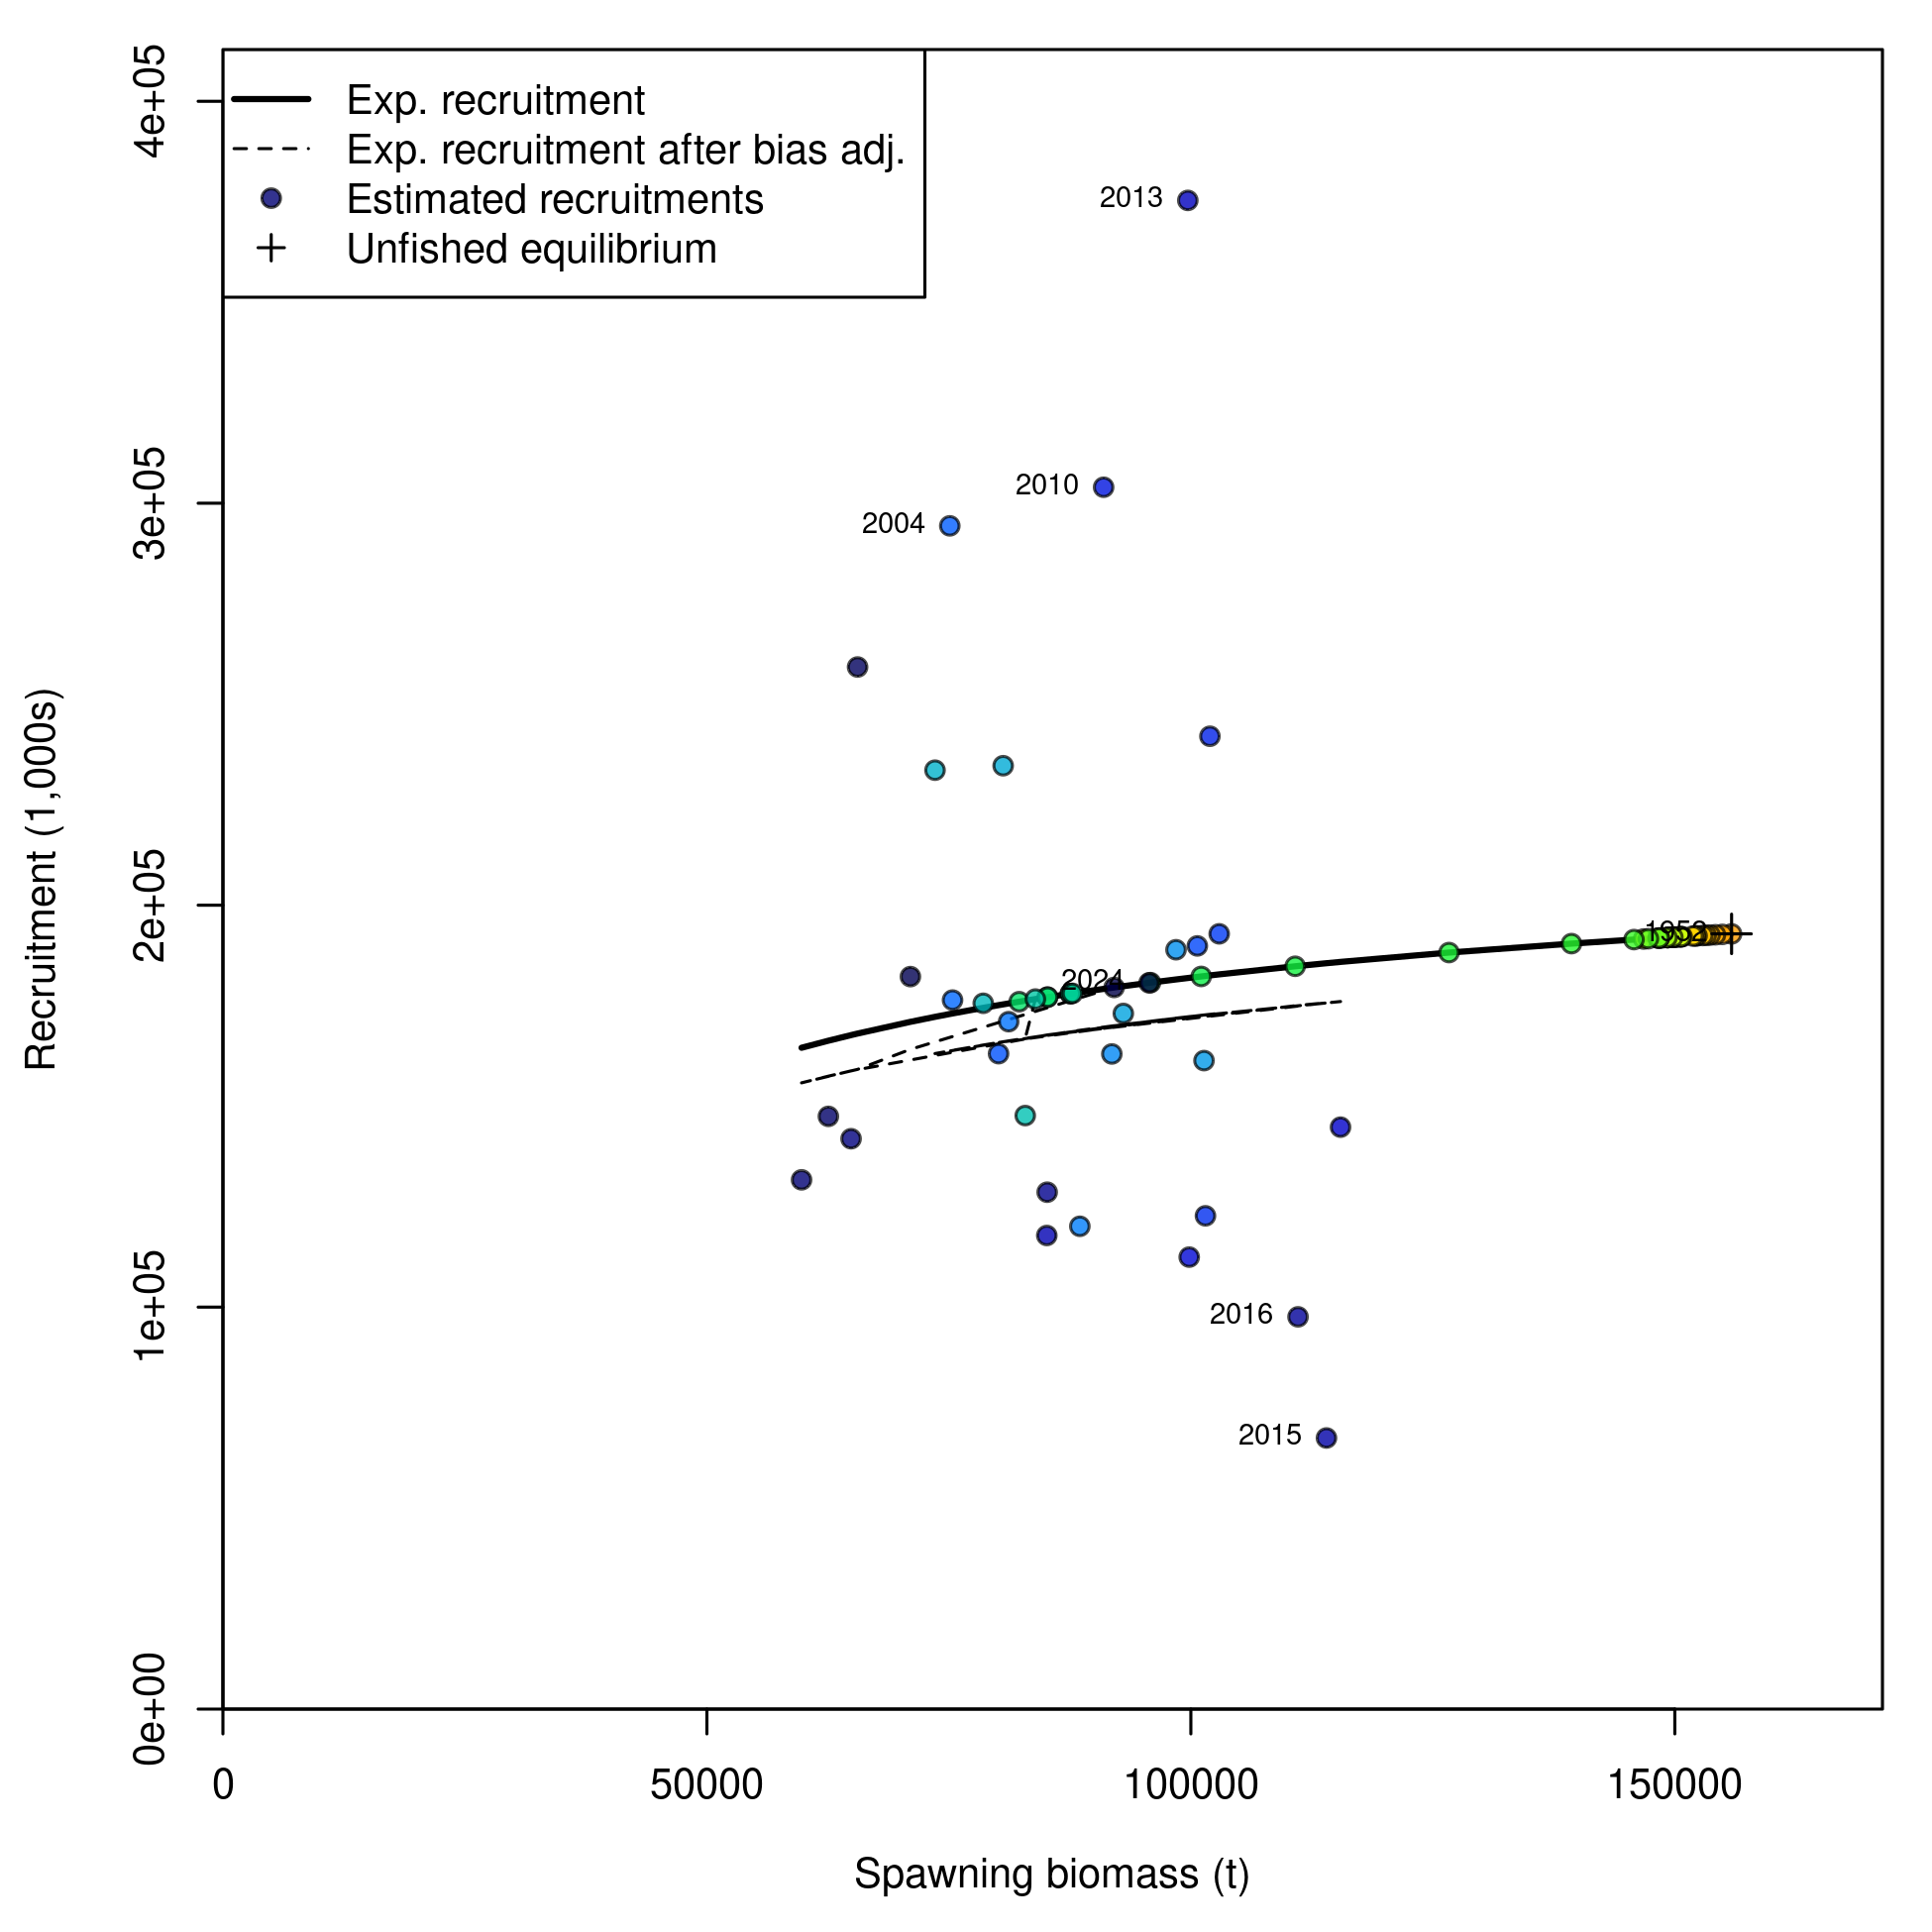 Exp. recruitment
Exp. recruitment after bias adj.
Estimated recruitments
Unfished equilibrium
4e+05
3e+05
2e+05
1e+05
0e+00
Recruitment (1,000s)
2013
2010
2004
1952
2024
2016
2015
0
50000
100000
150000
Spawning biomass (t)